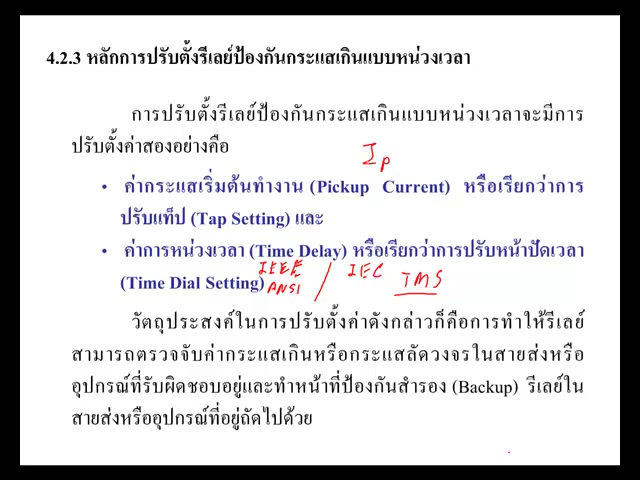 4.2.3 หลักการปรับตั้งรีเลย์ป้องกันกระแสเกินแบบหน่วงเวลา
การปรับตั้งรีเลย์ป้องกันกระแสเกินแบบหน่วงเวลาจะมีการ
ปรับตั้งค่าสองอย่างคือ
Ip
• ค่ากระแสเริ่มต้นทำงาน (Pickup Current) หรือเรียกว่าการ
ปรับแท็ป (Tap Setting) และ
• ค่าการหน่วงเวลา (Time Delay) หรือเรียกว่าการปรับหน้าปัดเวลา
IEEE / IEC TMS
(Time Dial Setting) ANSI
วัตถุประสงค์ในการปรับตั้งค่าดังกล่าวก็คือการทำให้รีเลย์
สามารถตรวจจับค่ากระแสเกินหรือกระแสลัดวงจรในสายส่งหรือ
อุปกรณ์ที่รับผิดชอบอยู่และทำหน้าที่ป้องกันสำรอง (Backup) รีเลย์ใน
สายส่งหรืออุปกรณ์ที่อยู่ถัดไปด้วย